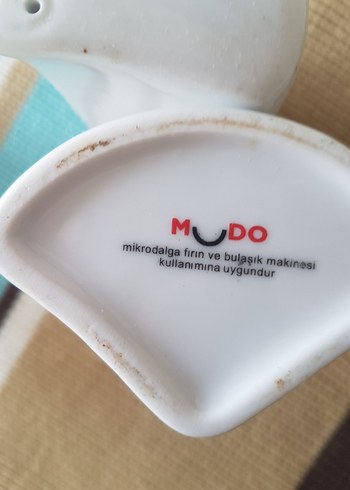 MUDO
mikrodalga fırın ve bulaşık makinesi
kullanımına uygundur